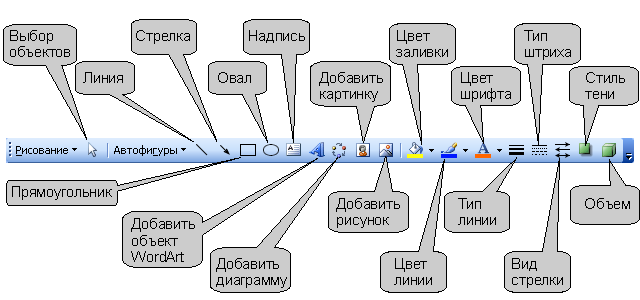 Выбор
объектов
Стрелка
Надпись
Цвет
заливки
Тип
штриха
Линия
Овал
Добавить
картинку
Цвет
шрифта
Стиль
тени
Рисование
Автофигуры
Прямоугольник
Добавить
объект
WordArt
Добавить
диаграмму
Добавить
рисунок
Цвет
линии
Тип
линии
Вид
стрелки
Объем